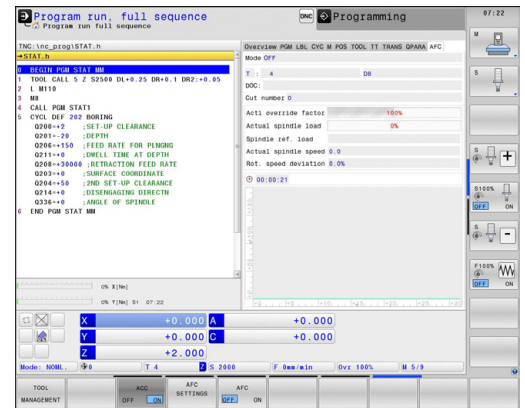 Program run, full sequence
Program run full sequence
DNC
Programming
07:22
TNC:\nc_prog\STAT.h
→STAT.h
0 BEGIN PGM STAT MM
1 TOOL CALL 5 Z S2500 DL+0.25 DR+0.1 DR2:+0.05
2 L M110
3 M8
4 CALL PGM STAT1
5 CYCL DEF 202 BORING
Q200=+2 ;SET-UP CLEARANCE
Q201=-20 ;DEPTH
Q206=+150 ;FEED RATE FOR PLNGNG
Q211=+0 ;DWELL TIME AT DEPTH
Q208=+30000 ;RETRACTION FEED RATE
Q203=+0 ;SURFACE COORDINATE
Q204=+50 ;2ND SET-UP CLEARANCE
Q214=+0 ;DISENGAGING DIRECTN
Q336=+0 ;ANGLE OF SPINDLE
6 END PGM STAT MM
0% X[Nm]
0% Y[Nm] S1 07:22
Overview PGM LBL CYC M POS TOOL TT TRANS QPARA AFC
Mode OFF
T : 4 D8
DOC:
Cut number 0
Actl override factor 100%
Actual spindle load 0%
Spindle ref. load
Actual spindle speed 0.0
Rot. speed deviation 0.0%
00:00:21
M
S
S
S100%
OFF ON
S
F100%
OFF ON
X +0.000 A +0.000
Y +0.000 C +0.000
Z +2.000
Mode: NOML. 0 T 4 Z S 2000 F 0mm/min Ovr 100% M 5/9
TOOL MANAGEMENT
ACC
OFF ON
AFC SETTINGS
AFC
OFF ON